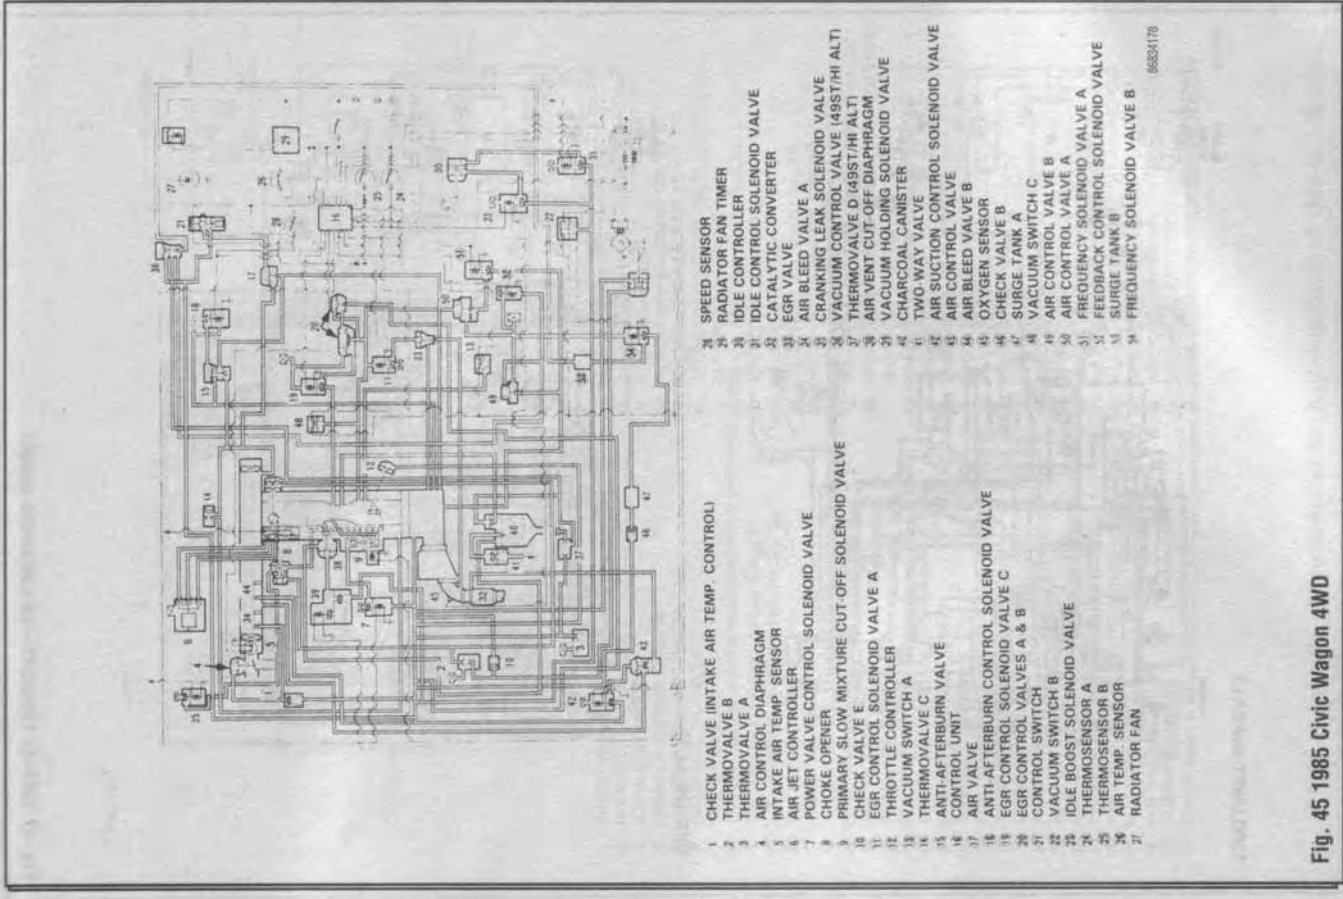 1 CHECK VALVE (INTAKE AIR TEMP. CONTROL)
2 THERMOVALVE B
3 THERMOVALVE A
4 AIR CONTROL DIAPHRAGM
5 INTAKE AIR TEMP. SENSOR
6 AIR JET CONTROLLER
7 POWER VALVE CONTROL SOLENOID VALVE
8 CHOKE OPENER
9 PRIMARY SLOW MIXTURE CUT-OFF SOLENOID VALVE
10 CHECK VALVE E
11 EGR CONTROL SOLENOID VALVE A
12 THROTTLE CONTROLLER
13 VACUUM SWITCH A
14 THERMOVALVE C
15 ANTI-AFTERBURN VALVE
16 CONTROL UNIT
17 AIR VALVE
18 ANTI-AFTERBURN CONTROL SOLENOID VALVE
19 EGR CONTROL SOLENOID VALVE C
20 EGR CONTROL VALVES A & B
21 CONTROL SWITCH
22 VACUUM SWITCH B
23 IDLE BOOST SOLENOID VALVE
24 THERMOSENSOR A
25 THERMOSENSOR B
26 AIR TEMP. SENSOR
27 RADIATOR FAN
28 SPEED SENSOR
29 RADIATOR FAN TIMER
30 IDLE CONTROLLER
31 IDLE CONTROL SOLENOID VALVE
32 CATALYTIC CONVERTER
33 EGR VALVE
34 AIR BLEED VALVE A
35 CRANKING LEAK SOLENOID VALVE
36 VACUUM CONTROL VALVE (49ST/HI ALT)
37 THERMOVALVE D (49ST/HI ALT)
38 AIR VENT CUT-OFF DIAPHRAGM
39 VACUUM HOLDING SOLENOID VALVE
40 CHARCOAL CANISTER
41 TWO-WAY VALVE
42 AIR SUCTION CONTROL SOLENOID VALVE
43 AIR CONTROL VALVE
44 AIR BLEED VALVE B
45 OXYGEN SENSOR
46 CHECK VALVE B
47 SURGE TANK A
48 VACUUM SWITCH C
49 AIR CONTROL VALVE B
50 AIR CONTROL VALVE A
51 FREQUENCY SOLENOID VALVE A
52 FEEDBACK CONTROL SOLENOID VALVE
53 SURGE TANK B
54 FREQUENCY SOLENOID VALVE B
86834178
Fig. 45 1985 Civic Wagon 4WD